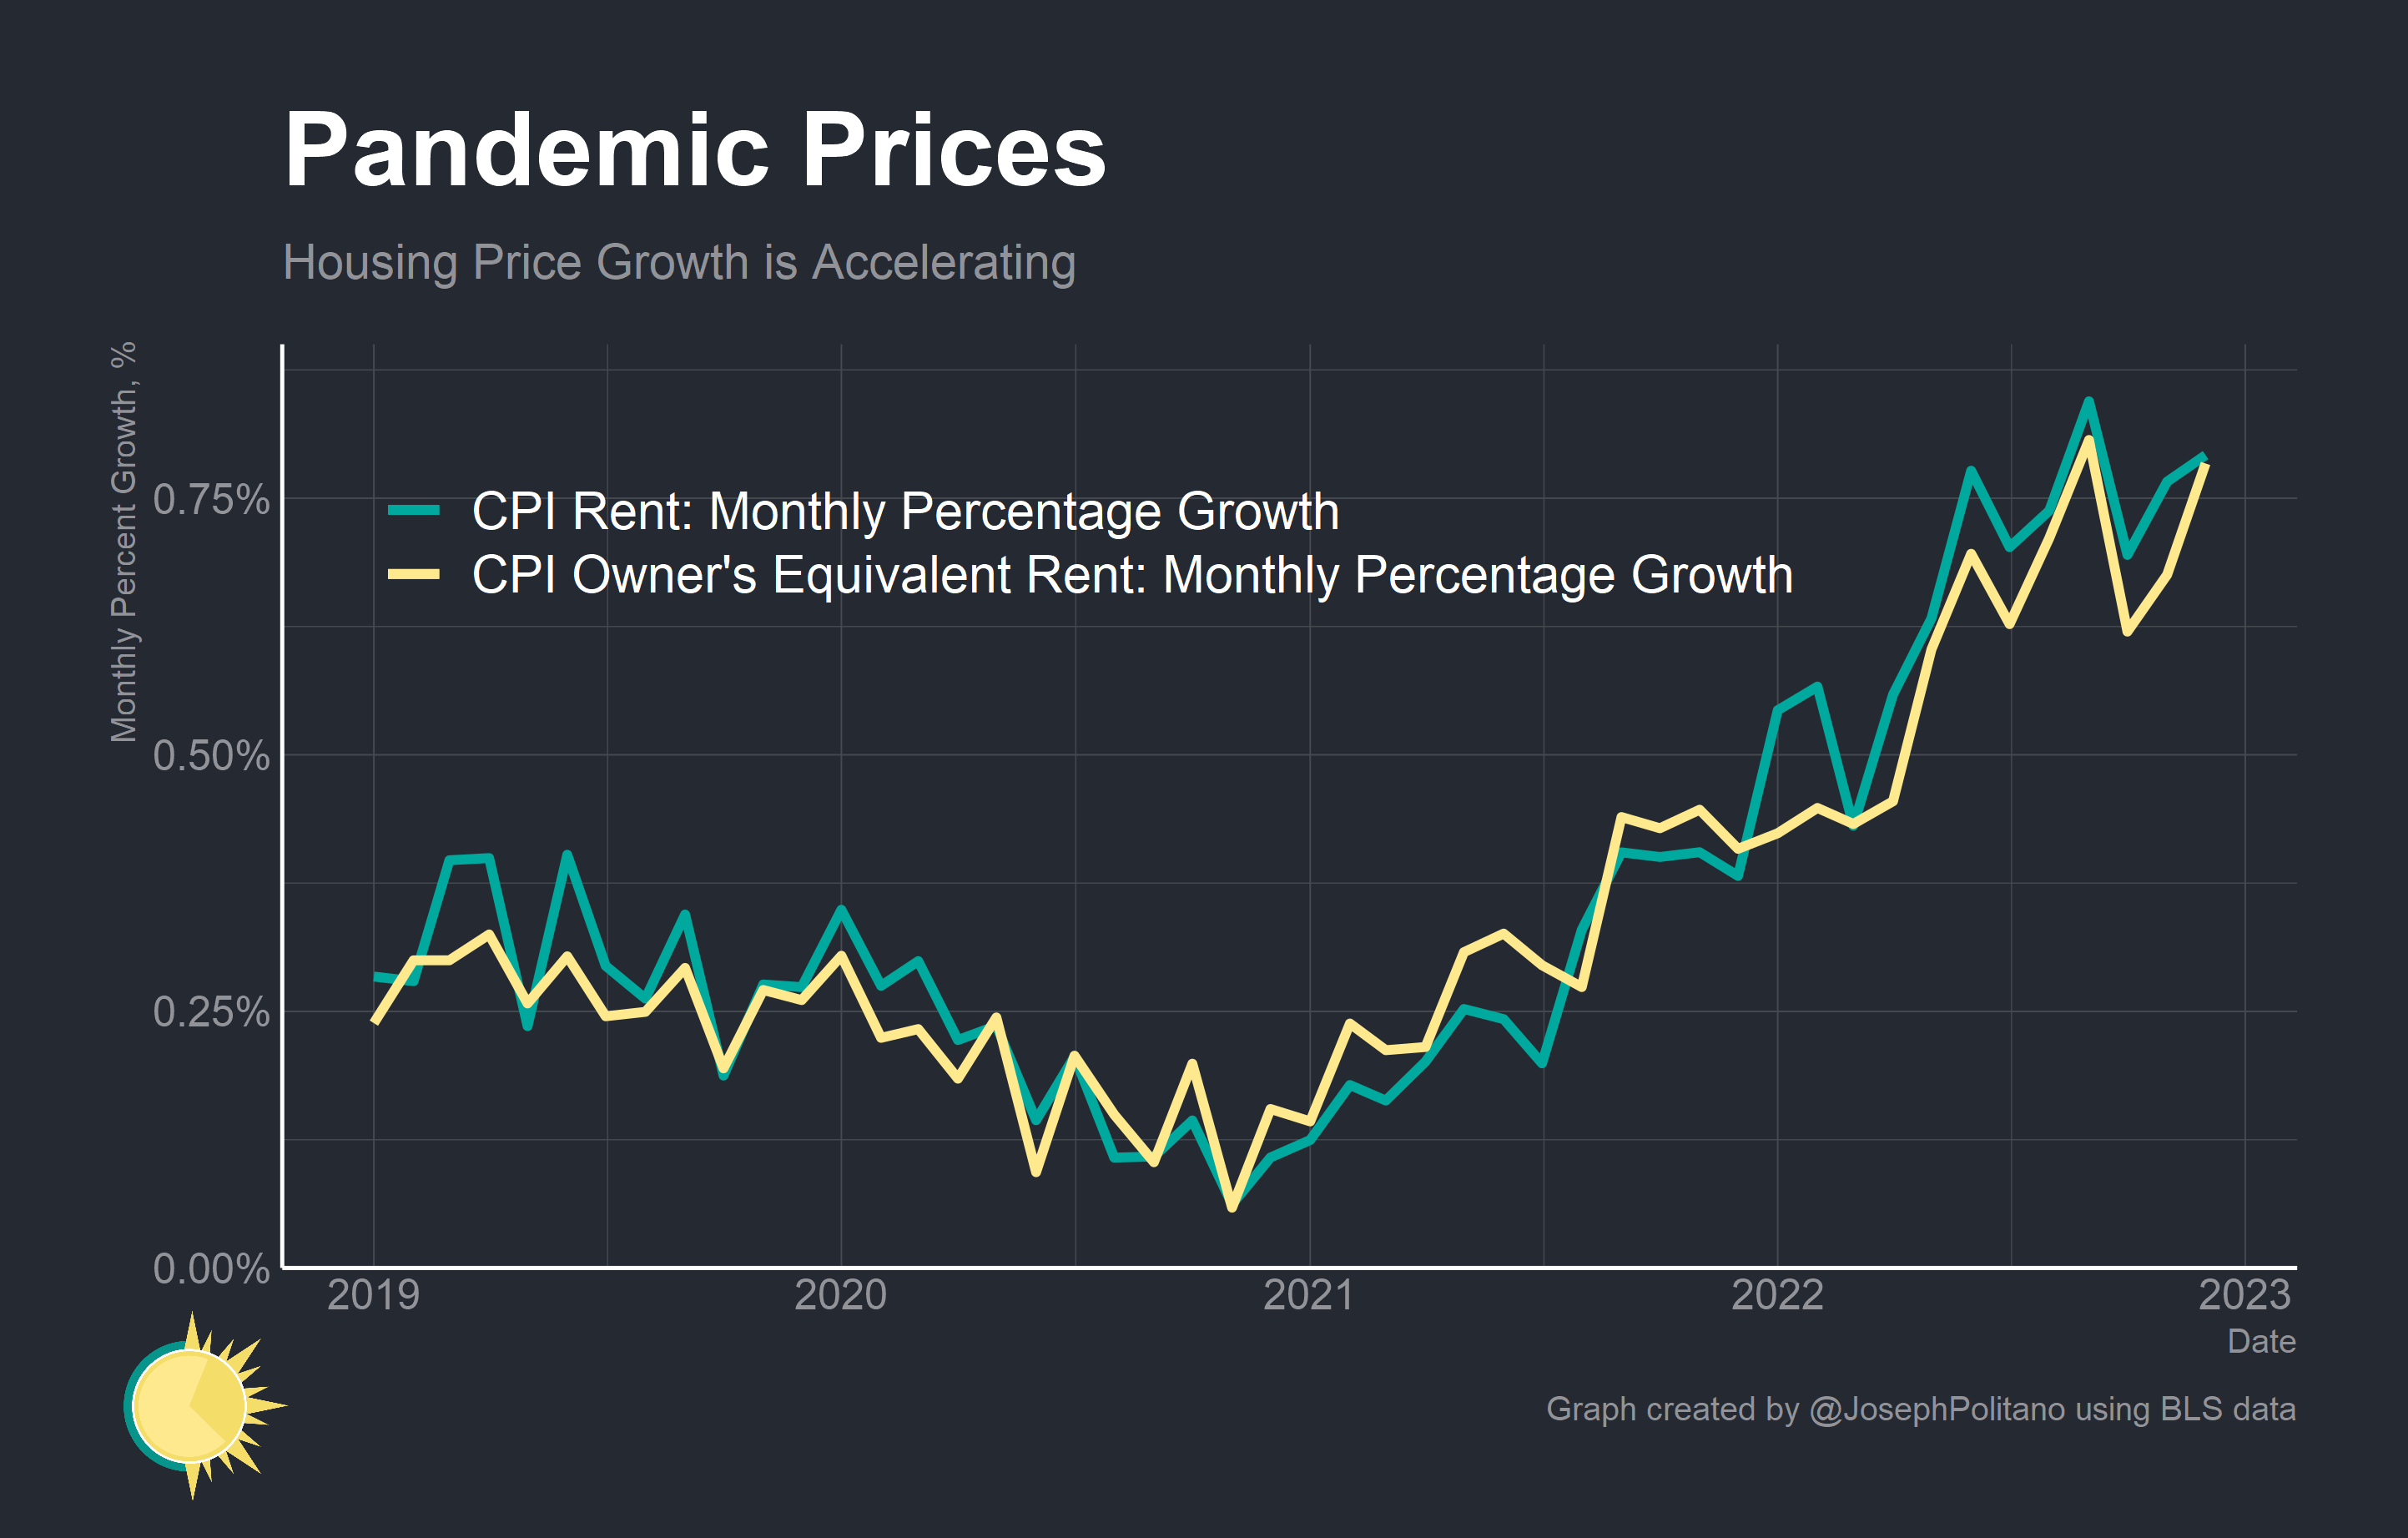 Pandemic Prices
Housing Price Growth is Accelerating
Monthly Percent Growth, %
0.75%
0.50%
0.25%
0.00%
CPI Rent: Monthly Percentage Growth
CPI Owner's Equivalent Rent: Monthly Percentage Growth
2019 2020 2021 2022 2023
Date
Graph created by @JosephPolitano using BLS data